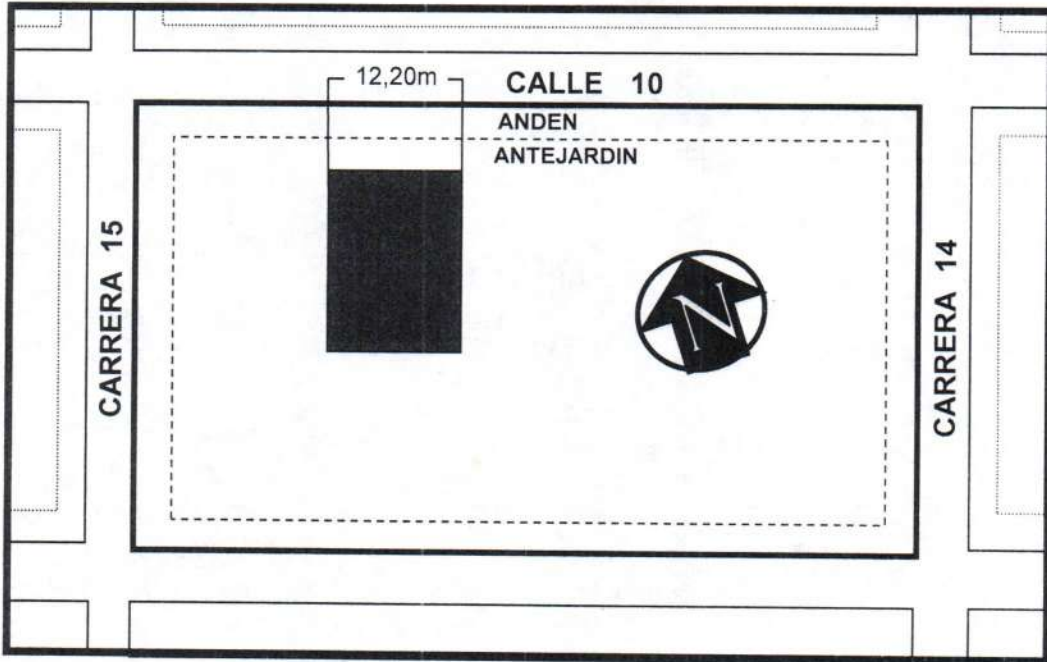 12,20m
CALLE 10
ANDEN
ANTEJARDIN
CARRERA 15
CARRERA 14
N